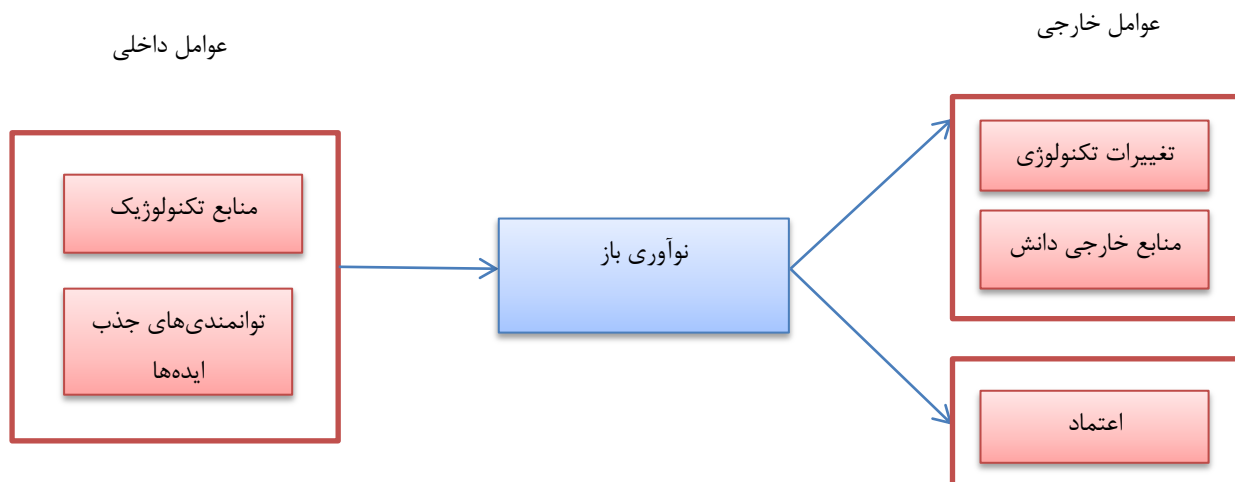 عوامل خارجی
عوامل داخلی
تغییرات تکنولوژی
منابع خارجی دانش
اعتماد
نوآوری باز
منابع تکنولوژیک
توانمندی‌های جذب
ایده‌ها